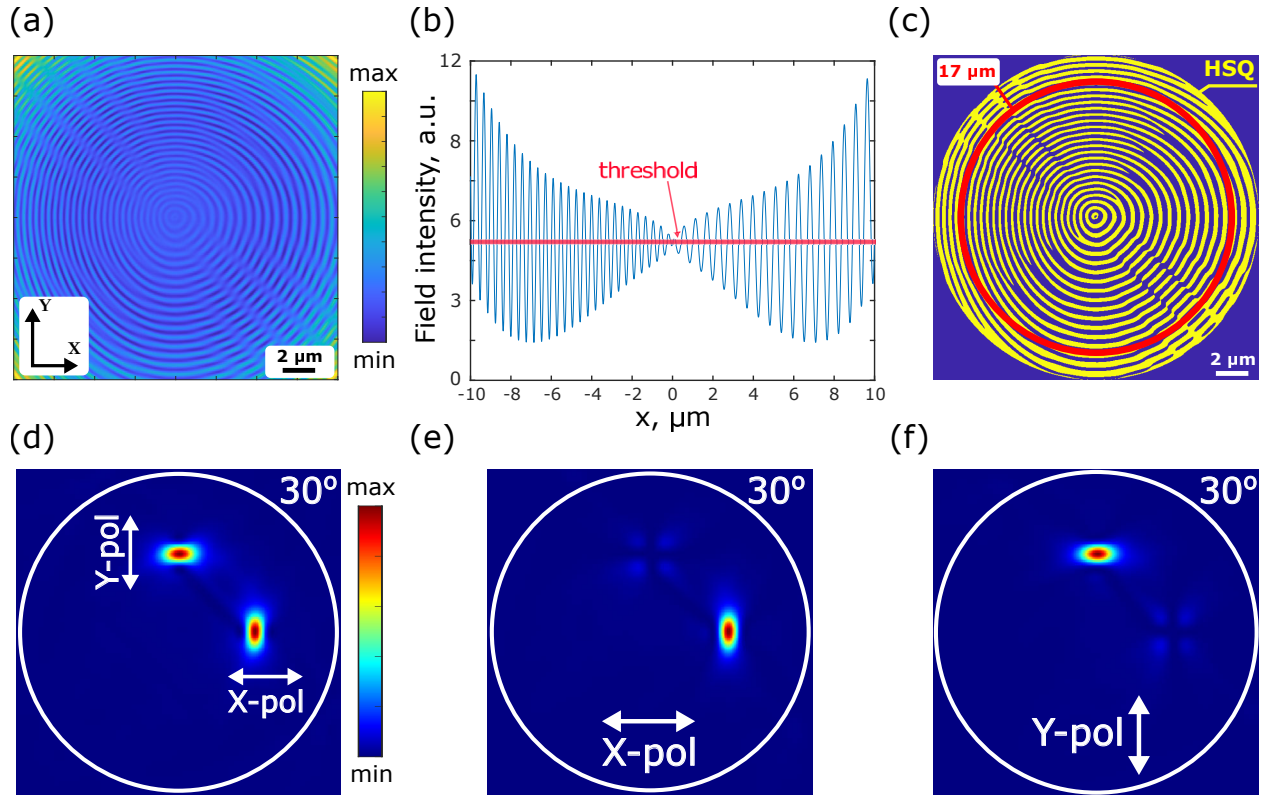 (a)
max
min
Y
X
2 µm
(b)
Field intensity, a.u.
12
9
6
3
0
threshold
-10 -8 -6 -4 -2 0 2 4 6 8 10
x, µm
(c)
17 µm
HSQ
2 µm
(d)
30º
Y-pol
X-pol
max
min
(e)
30º
X-pol
(f)
30º
Y-pol